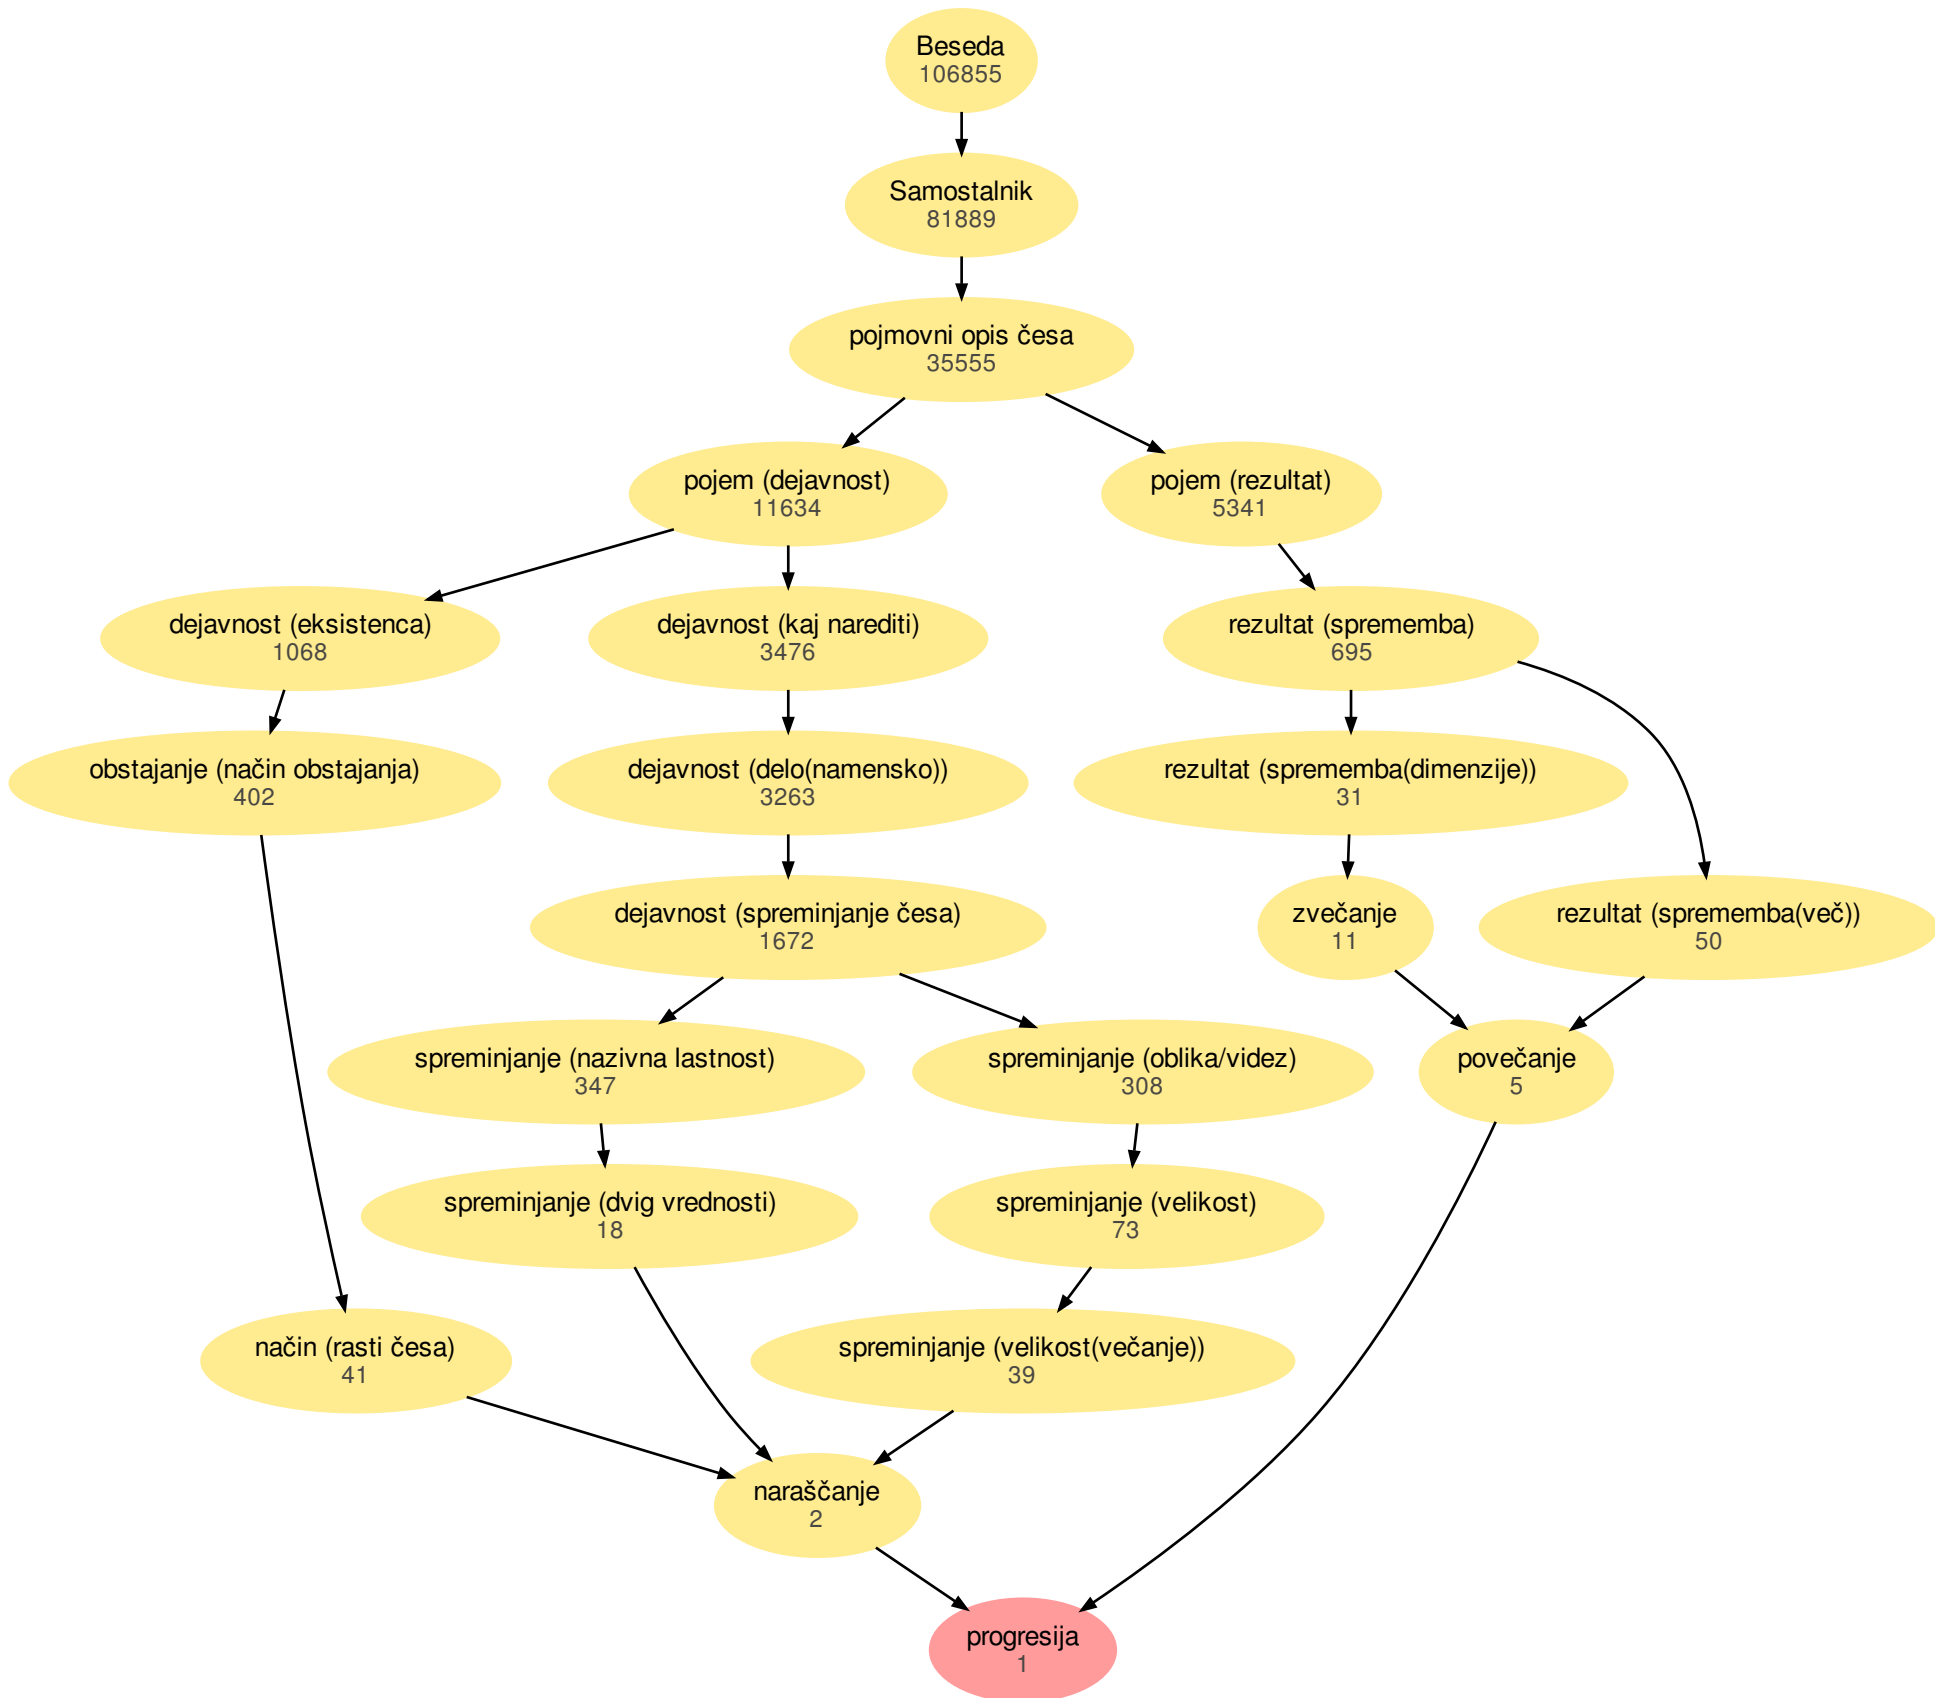 Beseda
106855
Samostalnik
81889
pojmovni opis česa
35555
pojem (dejavnost)
11634
pojem (rezultat)
5341
dejavnost (eksistenca)
1068
dejavnost (kaj narediti)
3476
rezultat (sprememba)
695
obstajanje (način obstajanja)
402
dejavnost (delo(namensko))
3263
rezultat (sprememba(dimenzije))
31
dejavnost (spreminjanje česa)
1672
zvečanje
11
rezultat (sprememba(več))
50
spreminjanje (nazivna lastnost)
347
spreminjanje (oblika/videz)
308
povečanje
5
spreminjanje (dvig vrednosti)
18
spreminjanje (velikost)
73
način (rasti česa)
41
spreminjanje (velikost(večanje))
39
naraščanje
2
progresija
1